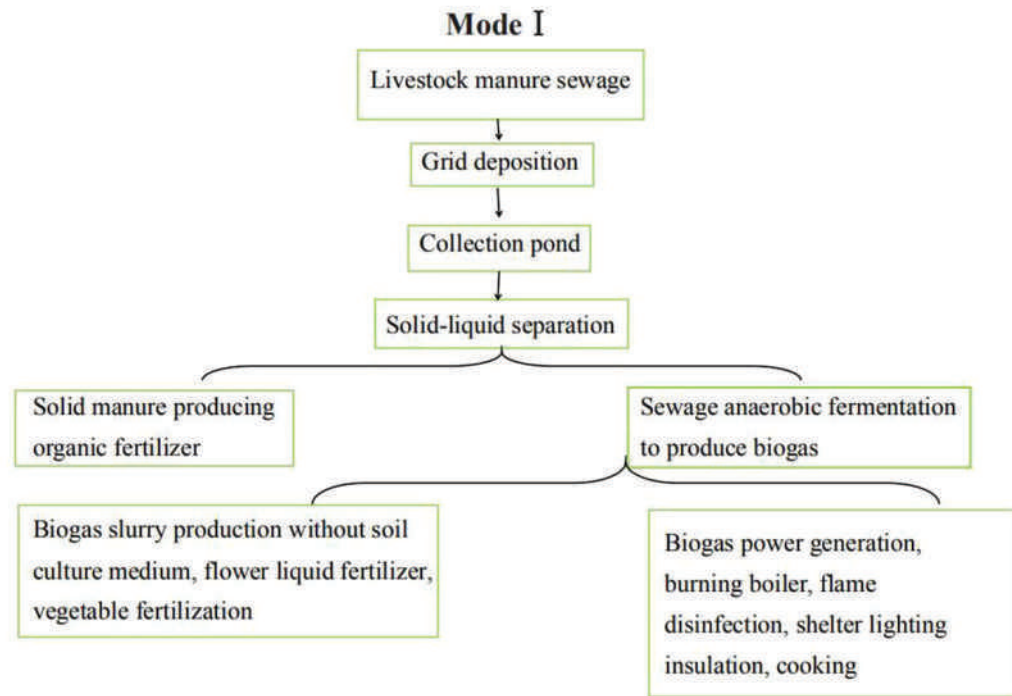 Mode I
Livestock manure sewage
Grid deposition
Collection pond
Solid-liquid separation
Solid manure producing
organic fertilizer
Sewage anaerobic fermentation
to produce biogas
Biogas slurry production without soil
culture medium, flower liquid fertilizer,
vegetable fertilization
Biogas power generation,
burning boiler, flame
disinfection, shelter lighting
insulation, cooking